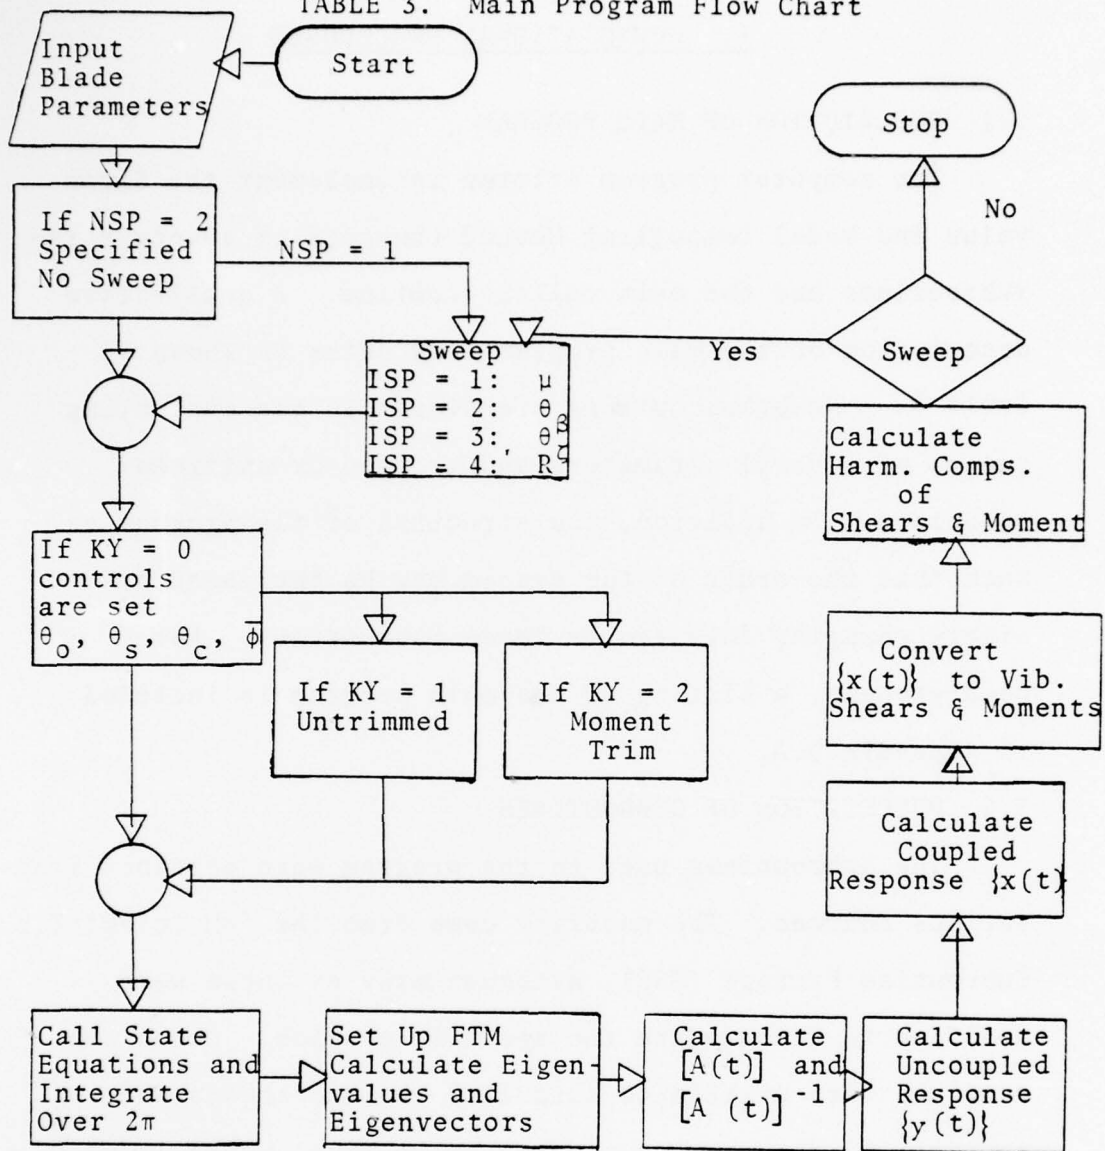 TABLE 3. Main Program Flow Chart
Input
Blade
Parameters
Start
If NSP = 2
Specified
No Sweep
NSP = 1
Sweep
ISP = 1: μ
ISP = 2: θ
ISP = 3: θβ
ISP = 4, Rζ
Yes
Sweep
No
Stop
If KY = 0
controls
are set
θo, θs, θc, φ̅
If KY = 1
Untrimmed
If KY = 2
Moment
Trim
Call State
Equations and
Integrate
Over 2π
Set Up FTM
Calculate Eigen-
values and
Eigenvectors
Calculate
[A(t)] and
[A (t)]-1
Calculate
Uncoupled
Response
{y(t)}
Calculate
Coupled
Response {x(t)
Convert
{x(t)} to Vib.
Shears & Moments
Calculate
Harm. Comps.
of
Shears & Moment